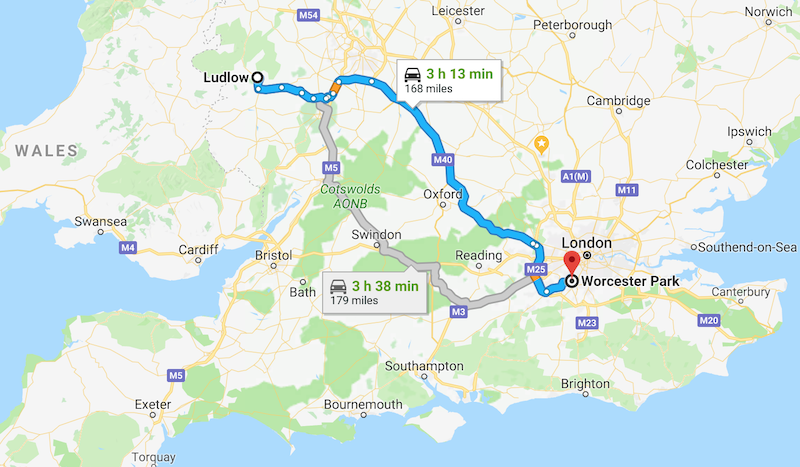 M54
Leicester
Norwich
Peterborough
Ludlow
3 h 13 min
168 miles
Cambridge
WALES
M40
Ipswich
M5
A1(M)
Colchester
Cotswolds
AONB
M11
Oxford
Swansea
M4
Cardiff
Swindon
London
Southend-on-Sea
Bristol
Reading
M25
Worcester Park
3 h 38 min
179 miles
Bath
Canterbury
M3
M23
M20
Southampton
M5
Brighton
Exeter
Bournemouth
Torquay